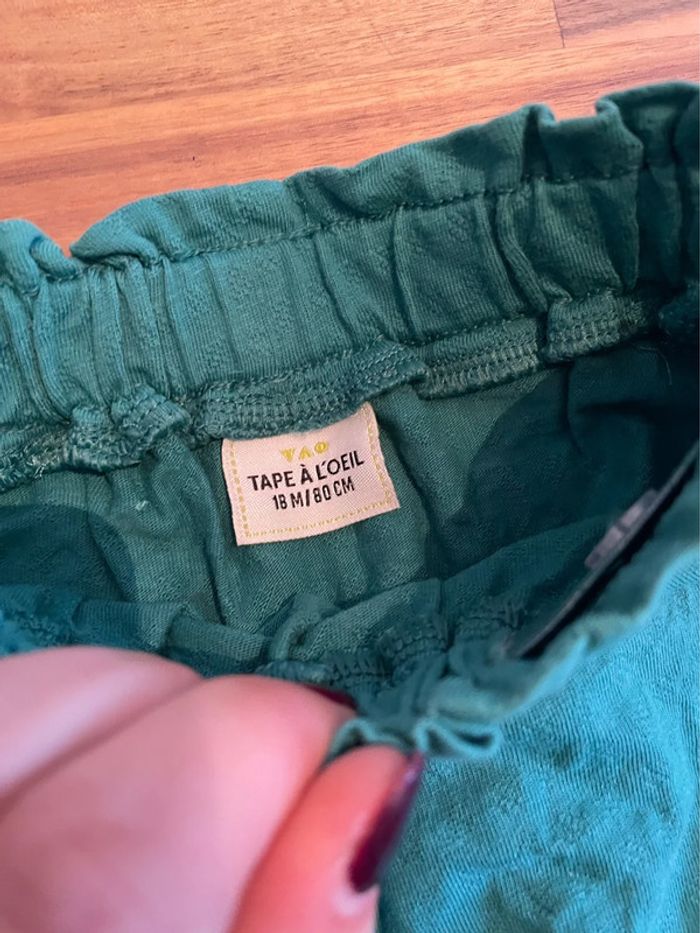 TAO
TAPE À L'OEIL
18 M/80 CM